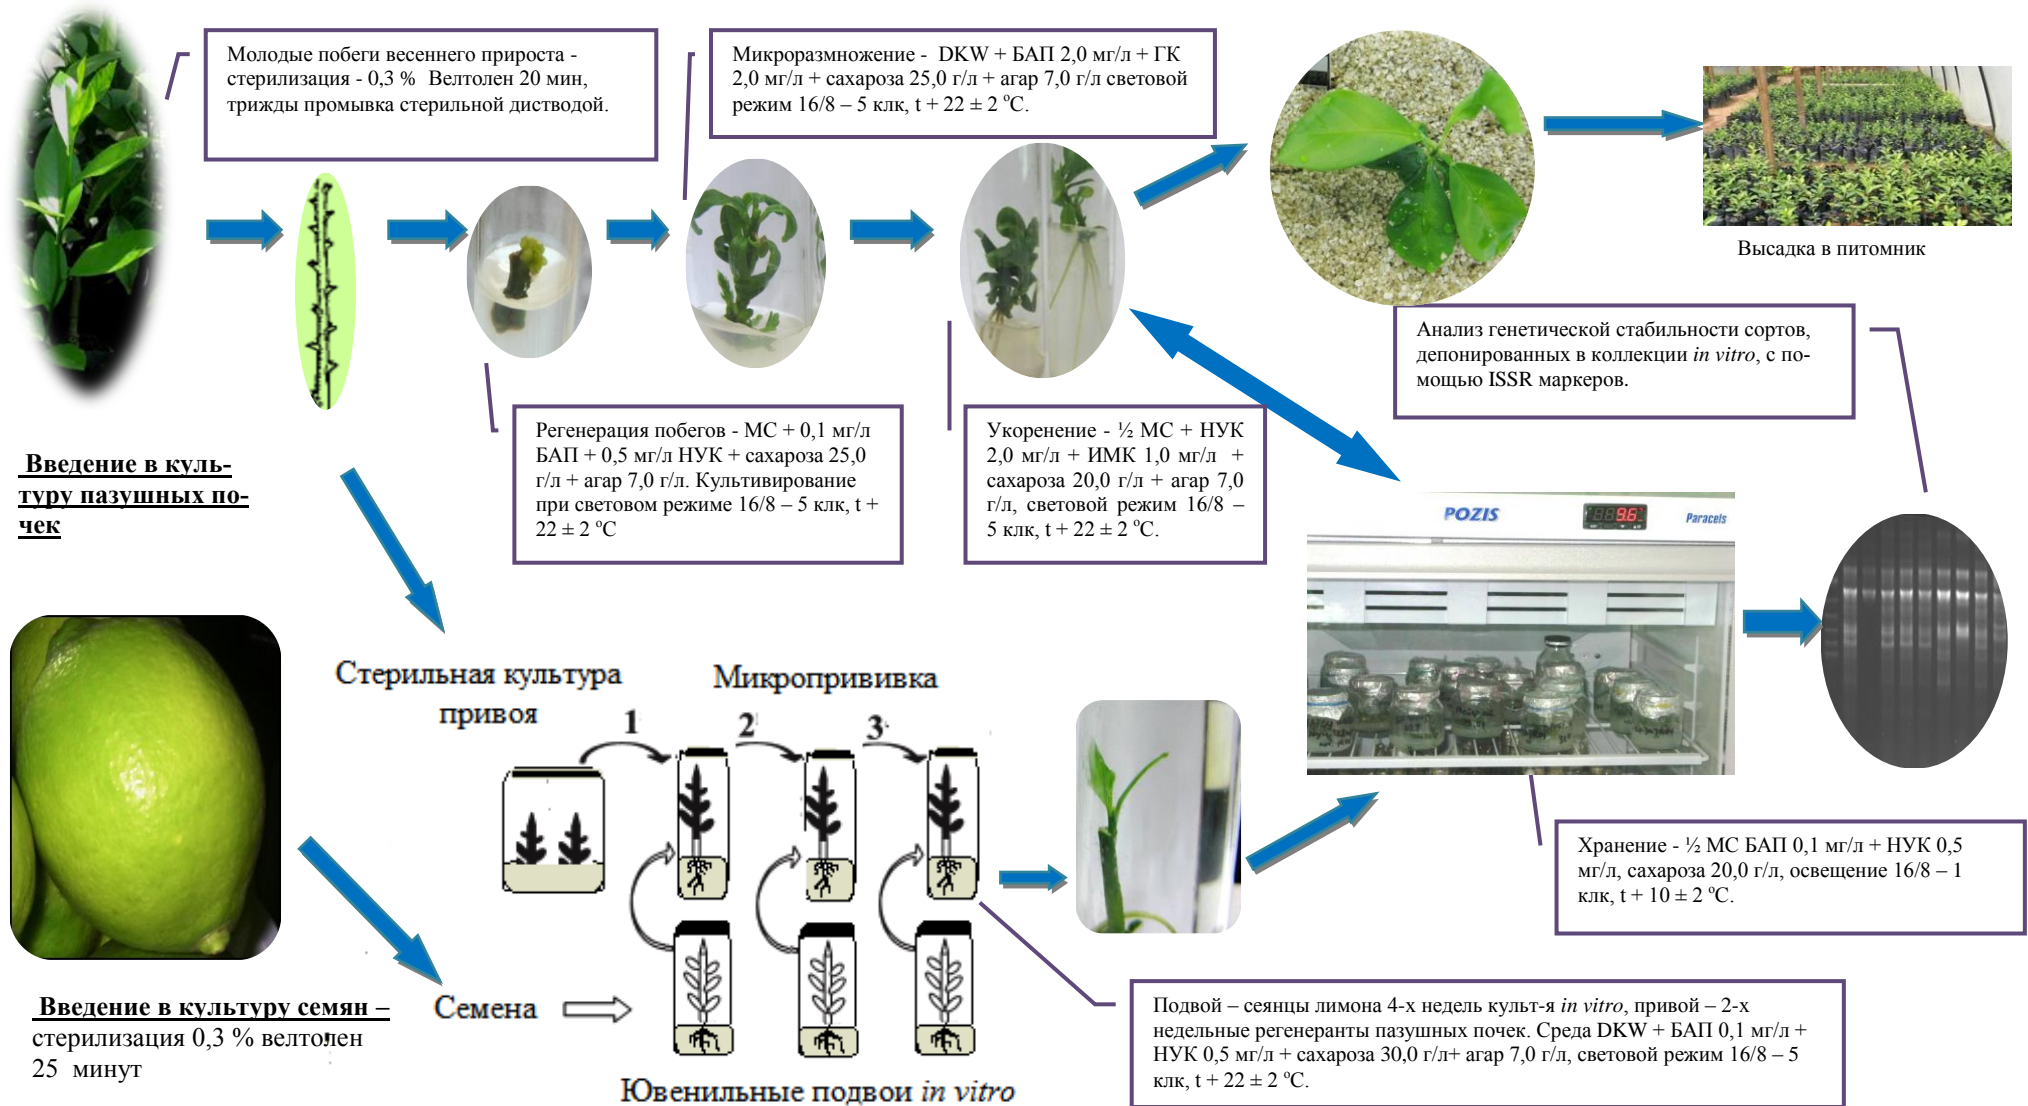 Молодые побеги весеннего прироста -
стерилизация - 0,3 % Велтолен 20 мин,
трижды промывка стерильной дистводой.
Микроразмножение - DKW + БАП 2,0 мг/л + ГК
2,0 мг/л + сахароза 25,0 г/л + агар 7,0 г/л световой
режим 16/8 – 5 клк, t + 22 ± 2 °С.
Высадка в питомник
Анализ генетической стабильности сортов,
депонированных в коллекции in vitro, с по-
мощью ISSR маркеров.
Регенерация побегов - МС + 0,1 мг/л
БАП + 0,5 мг/л НУК + сахароза 25,0
г/л + агар 7,0 г/л. Культивирование
при световом режиме 16/8 – 5 клк, t +
22 ± 2 °С
Укоренение - ½ МС + НУК
2,0 мг/л + ИМК 1,0 мг/л +
сахароза 20,0 г/л + агар 7,0
г/л, световой режим 16/8 –
5 клк, t + 22 ± 2 °С.
Введение в куль-
туру пазушных по-
чек
POZIS
9.6
Paracels
Стерильная культура
привоя
Микропрививка
1
2
3
Хранение - ½ МС БАП 0,1 мг/л + НУК 0,5
мг/л, сахароза 20,0 г/л, освещение 16/8 – 1
клк, t + 10 ± 2 °С.
Введение в культуру семян –
стерилизация 0,3 % велтолен
25 минут
Семена
Ювенильные подвои in vitro
Подвой – сеянцы лимона 4-х недель культ-я in vitro, привой – 2-х
недельные регенеранты пазушных почек. Среда DKW + БАП 0,1 мг/л +
НУК 0,5 мг/л + сахароза 30,0 г/л+ агар 7,0 г/л, световой режим 16/8 – 5
клк, t + 22 ± 2 °С.